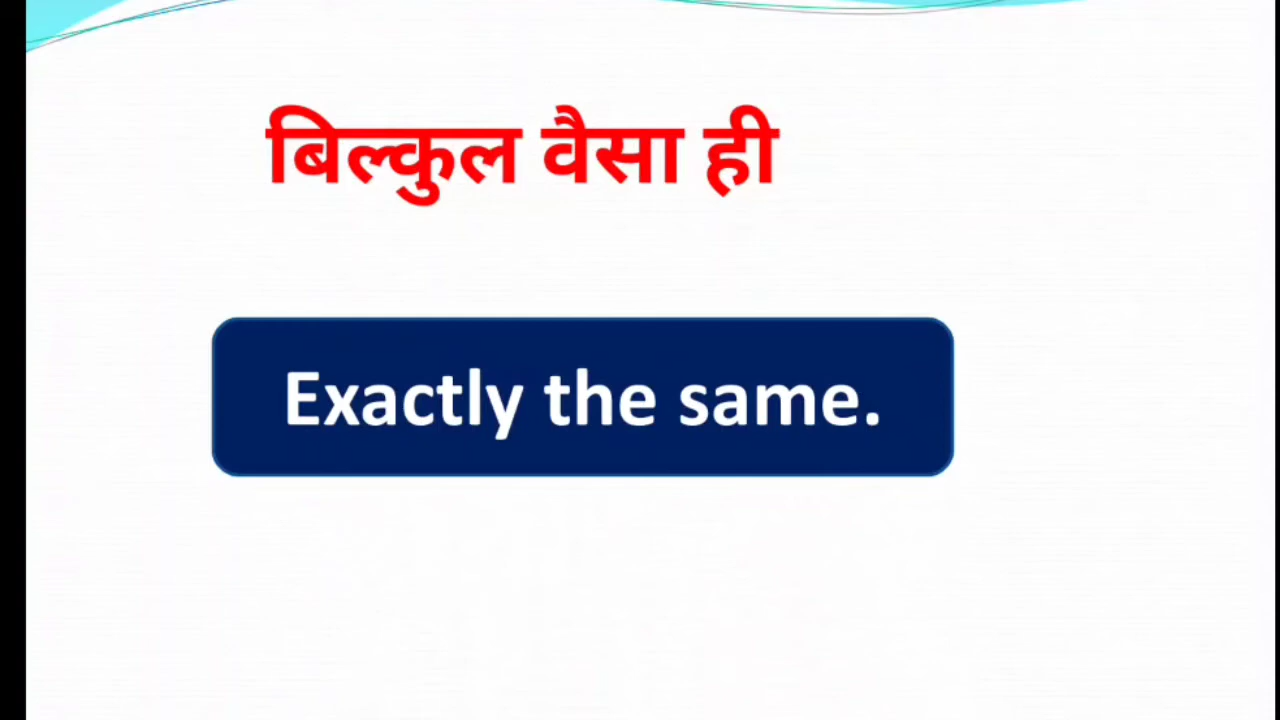 बिल्कुल वैसा ही
Exactly the same.